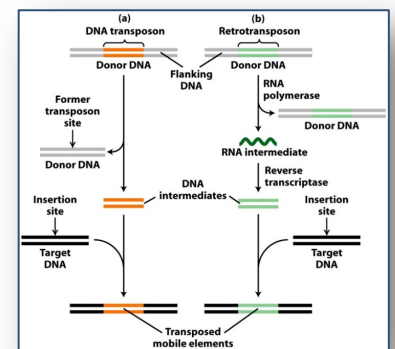 (a)
DNA transposon
Donor DNA
Flanking
DNA
(b)
Retrotransposon
Donor DNA
RNA
polymerase
Donor DNA
Former
transposon
site
Donor DNA
RNA intermediate
Reverse
transcriptase
DNA
intermediates
Insertion
site
Target
DNA
Insertion
site
Target
DNA
Transposed
mobile elements